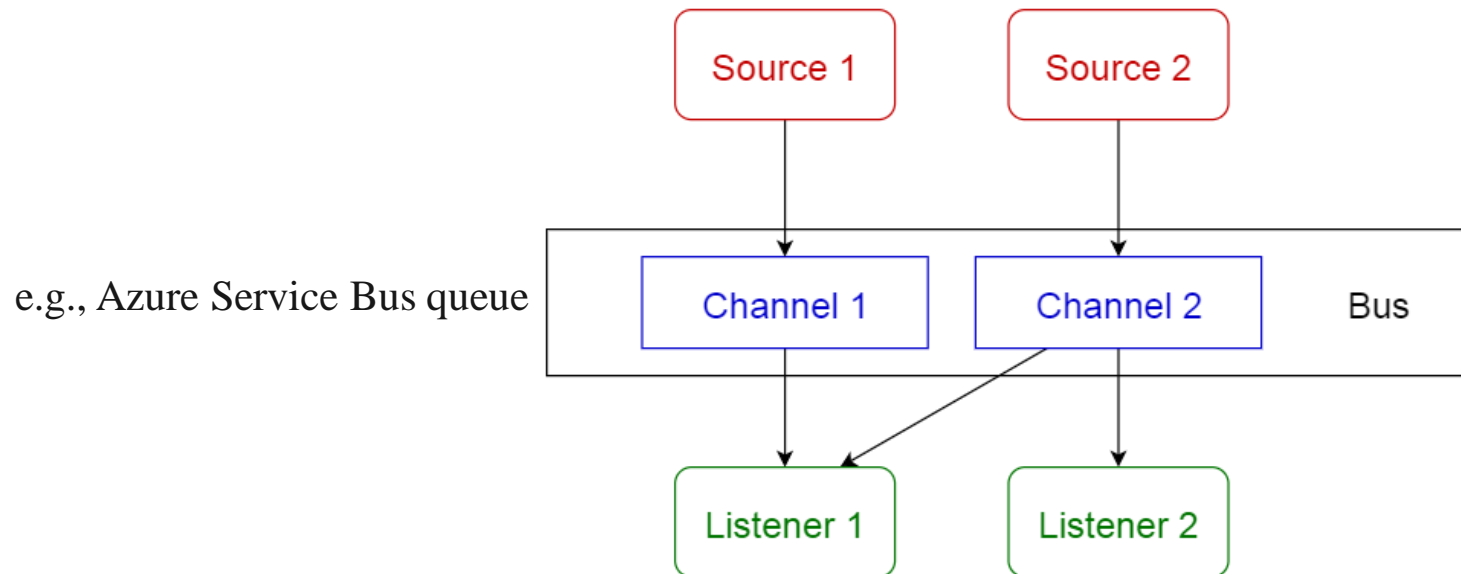 Source 1
Source 2
e.g., Azure Service Bus queue
Channel 1
Channel 2
Bus
Listener 1
Listener 2